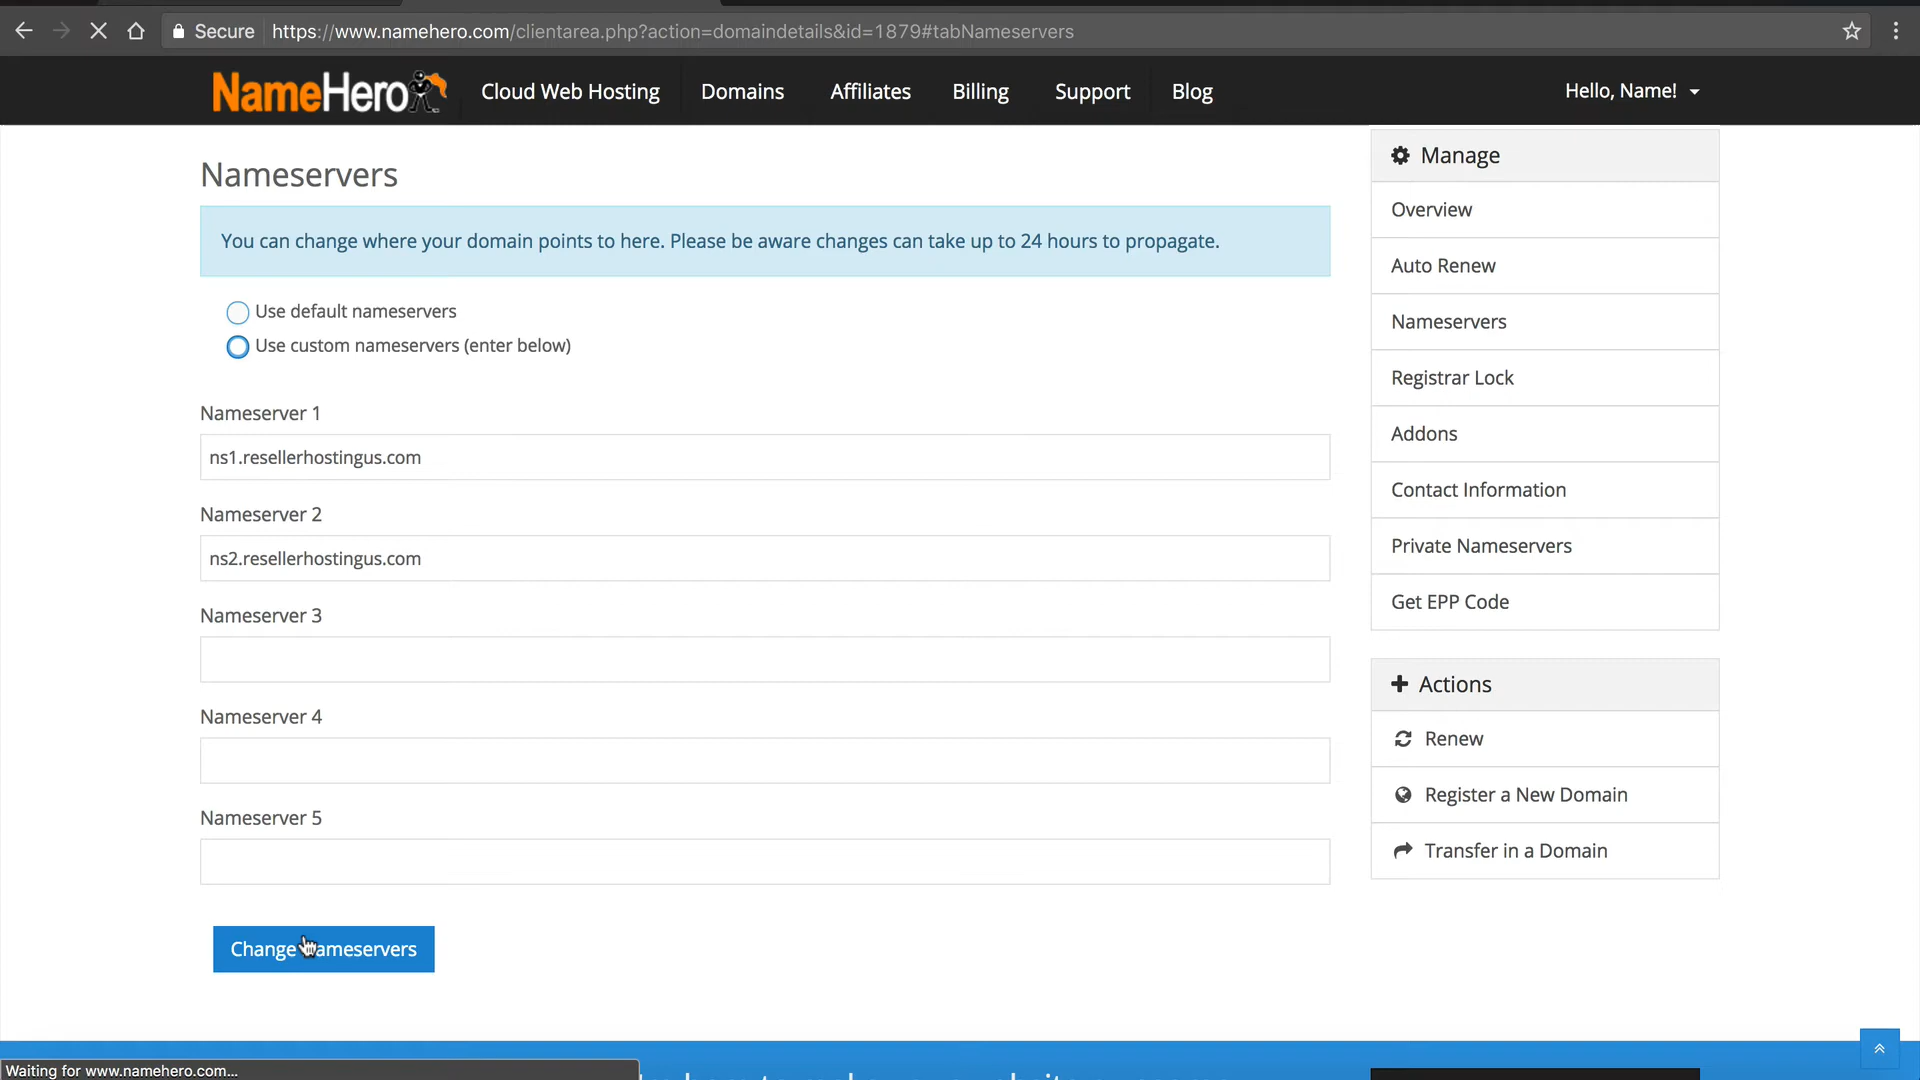 Secure https://www.namehero.com/clientarea.php?action=domaindetails&id=1879#tabNameservers
NameHero Cloud Web Hosting Domains Affiliates Billing Support Blog Hello, Name!
Nameservers
You can change where your domain points to here. Please be aware changes can take up to 24 hours to propagate.
Use default nameservers
Use custom nameservers (enter below)
Nameserver 1
ns1.resellerhostingus.com
Nameserver 2
ns2.resellerhostingus.com
Nameserver 3
Nameserver 4
Nameserver 5
Change Nameservers
Manage
Overview
Auto Renew
Nameservers
Registrar Lock
Addons
Contact Information
Private Nameservers
Get EPP Code
Actions
Renew
Register a New Domain
Transfer in a Domain
Waiting for www.namehero.com...